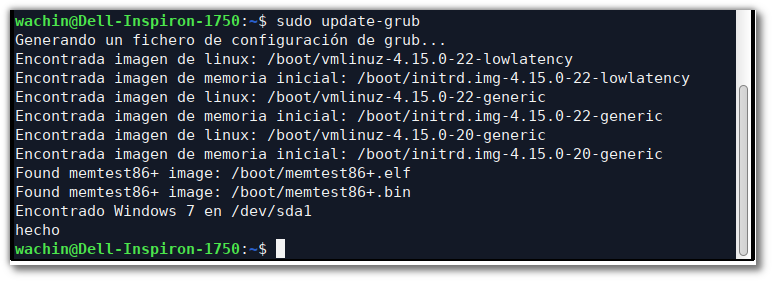 wachin@Dell-Inspiron-1750:~$ sudo update-grub
Generando un fichero de configuración de grub...
Encontrada imagen de linux: /boot/vmlinuz-4.15.0-22-lowlatency
Encontrada imagen de memoria inicial: /boot/initrd.img-4.15.0-22-lowlatency
Encontrada imagen de linux: /boot/vmlinuz-4.15.0-22-generic
Encontrada imagen de memoria inicial: /boot/initrd.img-4.15.0-22-generic
Encontrada imagen de linux: /boot/vmlinuz-4.15.0-20-generic
Encontrada imagen de memoria inicial: /boot/initrd.img-4.15.0-20-generic
Found memtest86+ image: /boot/memtest86+.elf
Found memtest86+ image: /boot/memtest86+.bin
Encontrado Windows 7 en /dev/sda1
hecho
wachin@Dell-Inspiron-1750:~$